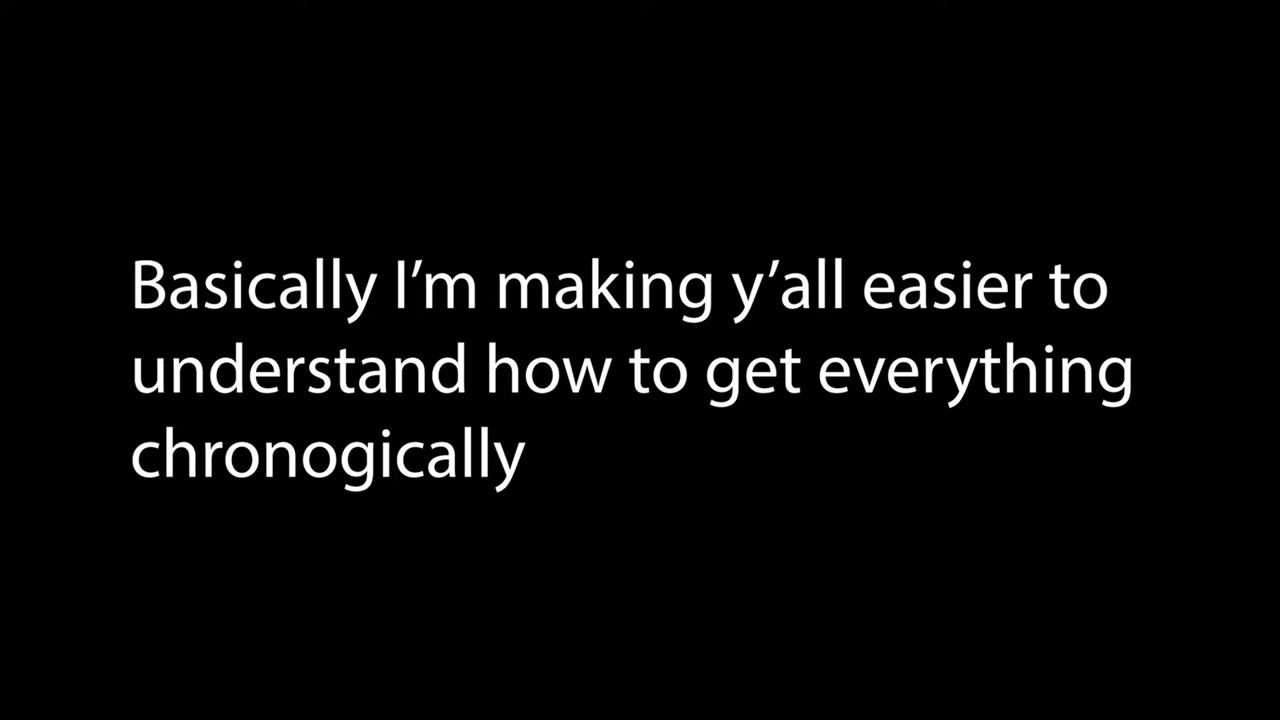 Basically I’m making y’all easier to
understand how to get everything
chronogically